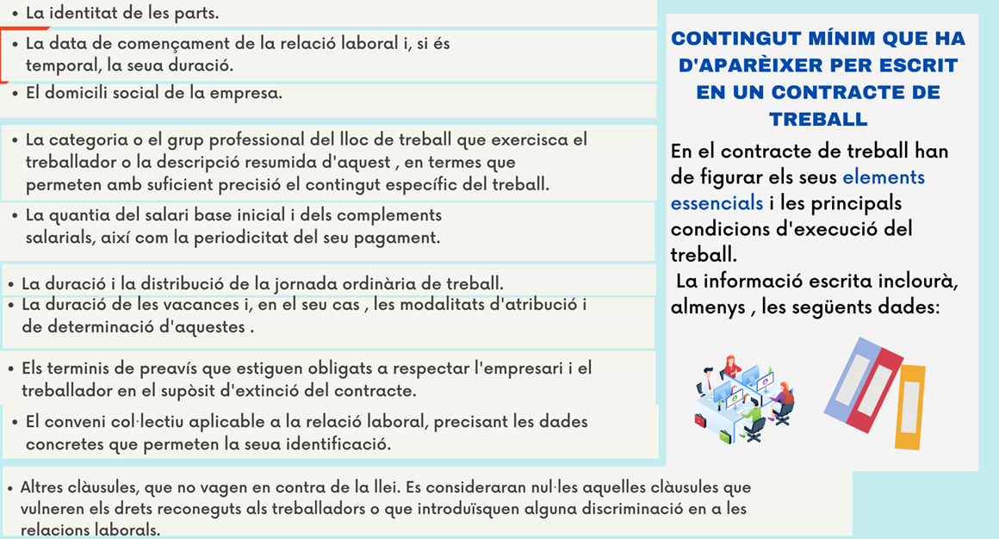 CONTINGUT MÍNIM QUE HA
D'APARÈIXER PER ESCRIT
EN UN CONTRACTE DE
TREBALL
En el contracte de treball han
de figurar els seus elements
essencials i les principals
condicions d'execució del
treball.
La informació escrita inclourà,
almenys , les següents dades:
• La identitat de les parts.
• La data de començament de la relació laboral i, si és
temporal, la seua duració.
• El domicili social de la empresa.
• La categoria o el grup professional del lloc de treball que exercisca el
treballador o la descripció resumida d'aquest , en termes que
permeten amb suficient precisió el contingut específic del treball.
• La quantia del salari base inicial i dels complements
salarials, així com la periodicitat del seu pagament.
• La duració i la distribució de la jornada ordinària de treball.
• La duració de les vacances i, en el seu cas , les modalitats d'atribució i
de determinació d'aquestes .
• Els terminis de preavís que estiguen obligats a respectar l'empresari i el
treballador en el supòsit d'extinció del contracte.
• El conveni col·lectiu aplicable a la relació laboral, precisant les dades
concretes que permeten la seua identificació.
• Altres clàusules, que no vagen en contra de la llei. Es consideraran nul·les aquelles clàusules que
vulneren els drets reconeguts als treballadors o que introduïsquen alguna discriminació en a les
relacions laborals.